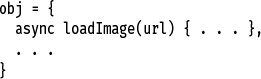 obj = {
  async loadImage(url) { . . . },
  . . .
}